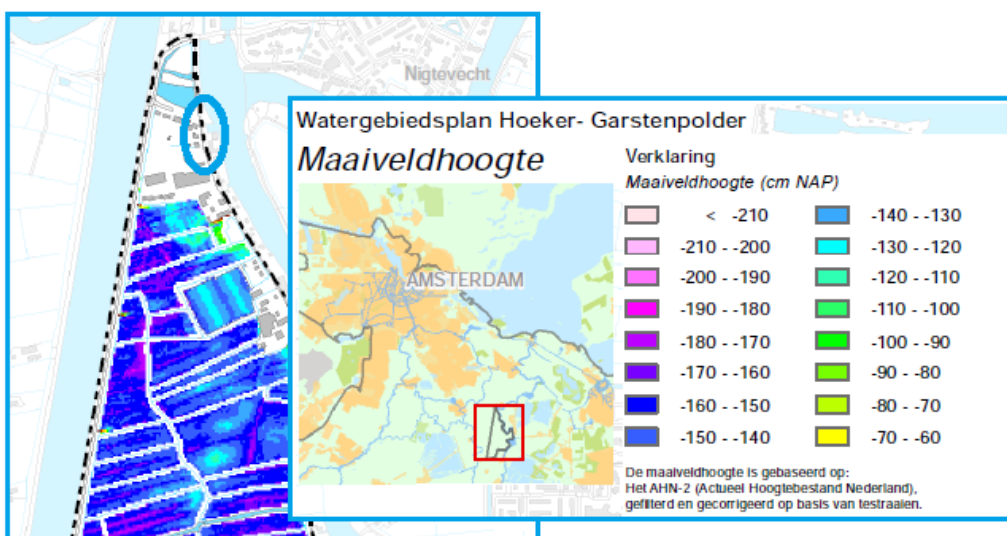 Nigtevecht
Watergebiedsplan Hoeker- Garstenpolder
Maaiveldhoogte
AMSTERDAM
Verklaring
Maaiveldhoogte (cm NAP)
< -210
-210 - -200
-200 - -190
-190 - -180
-180 - -170
-170 - -160
-160 - -150
-150 - -140
-140 - -130
-130 - -120
-120 - -110
-110 - -100
-100 - -90
-90 - -80
-80 - -70
-70 - -60
De maaiveldhoogte is gebaseerd op:
Het AHN-2 (Actueel Hoogtebestand Nederland),
gefilterd en gecorrigeerd op basis van testraaien.